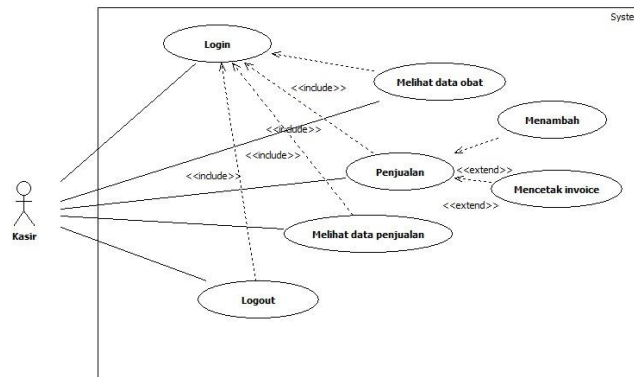 Syste
Login
Melihat data obat
<<include>>
Menambah
<<include>>
<<include>>
Penjualan
<<extend>>
<<include>>
Mencetak invoice
<<extend>>
Kasir
Melihat data penjualan
Logout